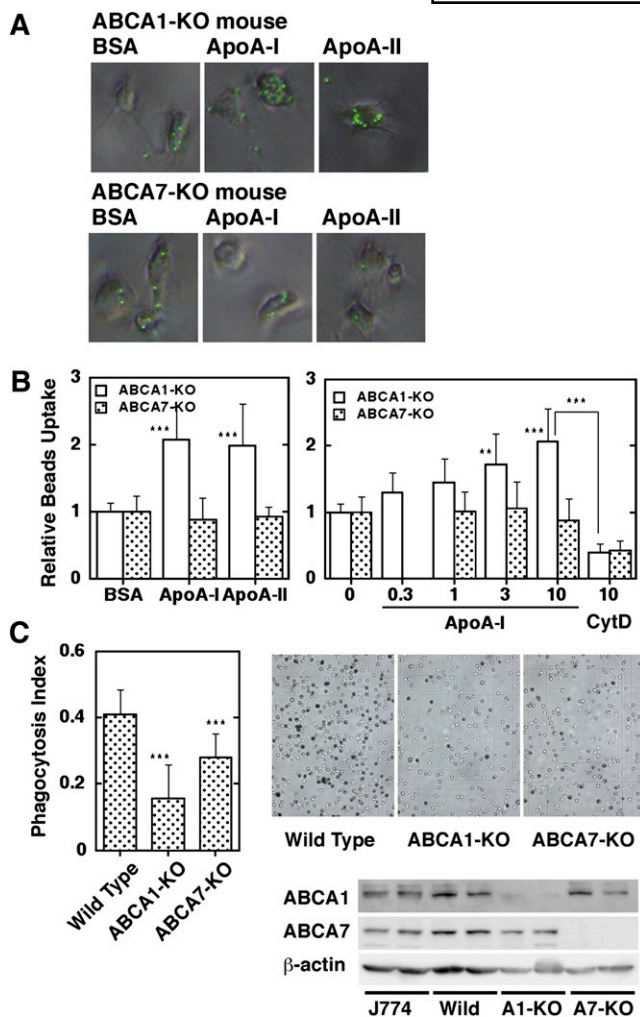 A
ABCA1-KO mouse
BSA ApoA-I ApoA-II
ABCA7-KO mouse
BSA ApoA-I ApoA-II
B
Relative Beads Uptake
3
2
1
0
ABCA1-KO
ABCA7-KO
***
***
BSA ApoA-I ApoA-II
3
2
1
0
ABCA1-KO
ABCA7-KO
**
***
***
0 0.3 1 3 10 10
ApoA-I CytD
C
Phagocytosis Index
0.6
0.4
0.2
0
***
***
Wild Type
ABCA1-KO
ABCA7-KO
Wild Type ABCA1-KO ABCA7-KO
ABCA1
ABCA7
β-actin
J774 Wild A1-KO A7-KO